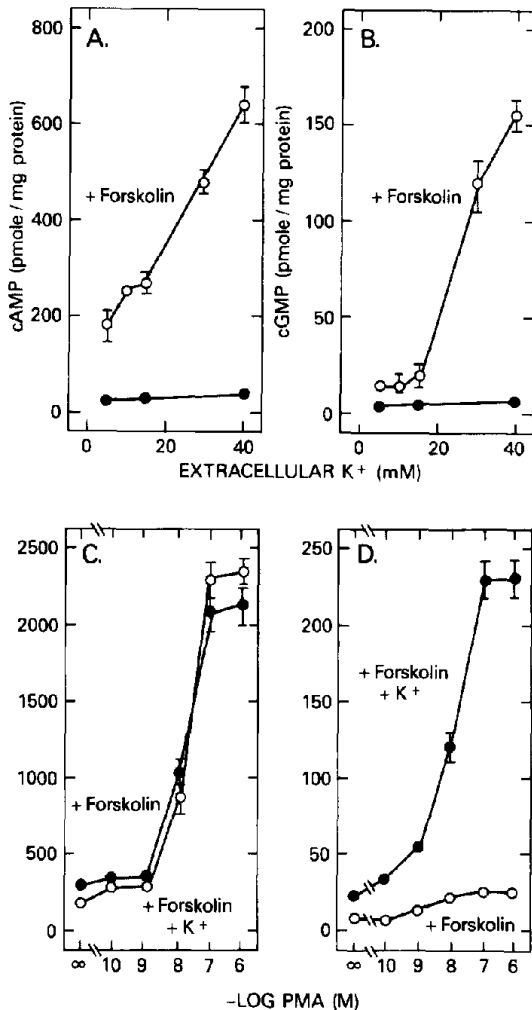 A.
800
600
400
200
0
cAMP (pmole / mg protein)
+ Forskolin
0
20
40
B.
200
150
100
50
0
cGMP (pmole / mg protein)
+ Forskolin
0
20
40
EXTRACELLULAR K+ (mM)
C.
2500
2000
1000
500
0
+ Forskolin
+ Forskolin
+ K+
∞
10
9
8
7
6
D.
250
200
150
100
50
0
+ Forskolin
+ K+
+ Forskolin
∞
10
9
8
7
6
-LOG PMA (M)